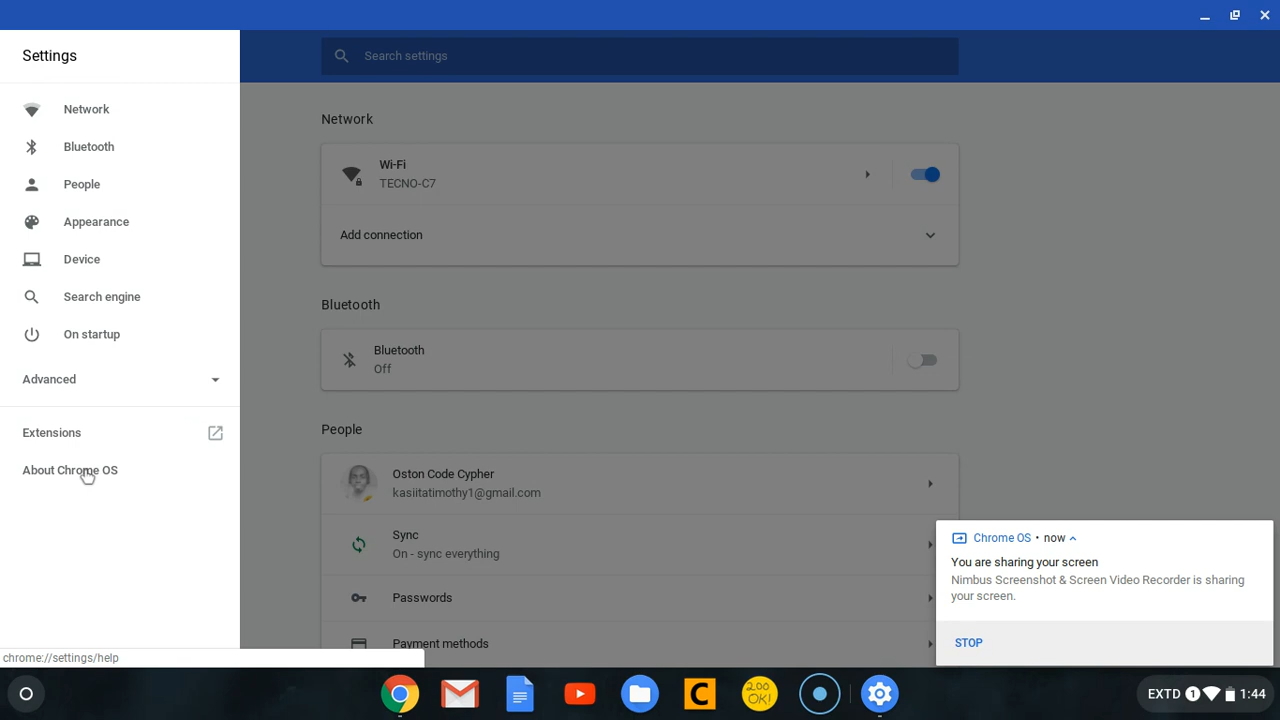 Settings
Search settings
Network
Bluetooth
People
Appearance
Device
Search engine
On startup
Advanced
Extensions
About Chrome OS
Network
Wi-Fi
TECNO-C7
Add connection
Bluetooth
Bluetooth
Off
People
Oston Code Cypher
kasiitatimothy1@gmail.com
Sync
On - sync everything
Passwords
Payment methods
Chrome OS • now
You are sharing your screen
Nimbus Screenshot & Screen Video Recorder is sharing
your screen.
STOP
chrome://settings/help
C
200
OK!
EXTD 1 1:44